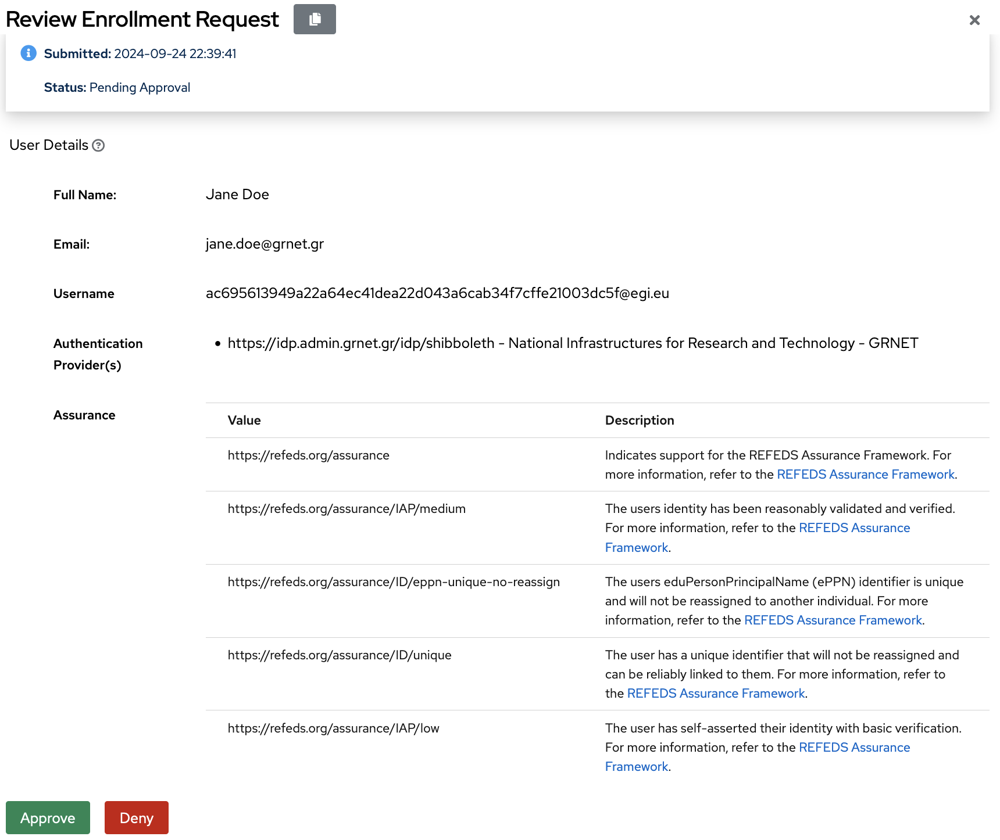 Review Enrollment Request
Submitted: 2024-09-24 22:39:41
Status: Pending Approval
User Details
Full Name: Jane Doe
Email: jane.doe@grnet.gr
Username ac695613949a22a64ec41dea22d043a6cab34f7cffe21003dc5f@egi.eu
Authentication Provider(s)
• https://idp.admin.grnet.gr/idp/shibboleth - National Infrastructures for Research and Technology - GRNET
Assurance
Value Description
https://refeds.org/assurance
Indicates support for the REFEDS Assurance Framework. For
more information, refer to the REFEDS Assurance Framework.
https://refeds.org/assurance/IAP/medium
The users identity has been reasonably validated and verified.
For more information, refer to the REFEDS Assurance
Framework.
https://refeds.org/assurance/ID/eppn-unique-no-reassign
The users eduPersonPrincipalName (ePPN) identifier is unique
and will not be reassigned to another individual. For more
information, refer to the REFEDS Assurance Framework.
https://refeds.org/assurance/ID/unique
The user has a unique identifier that will not be reassigned and
can be reliably linked to them. For more information, refer to
the REFEDS Assurance Framework.
https://refeds.org/assurance/IAP/low
The user has self-asserted their identity with basic verification.
For more information, refer to the REFEDS Assurance
Framework.
Approve Deny